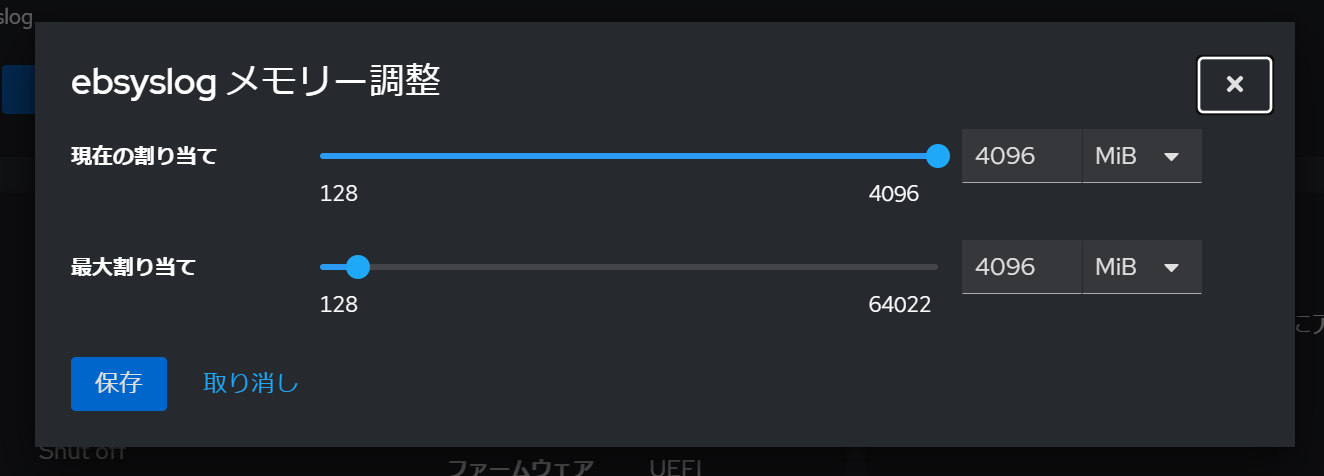 slog
ebsyslog メモリー調整
現在の割り当て
4096 MiB
128 4096
最大割り当て
4096 MiB
128 64022
保存 取り消し
Shut off
ファームウェア UEFI